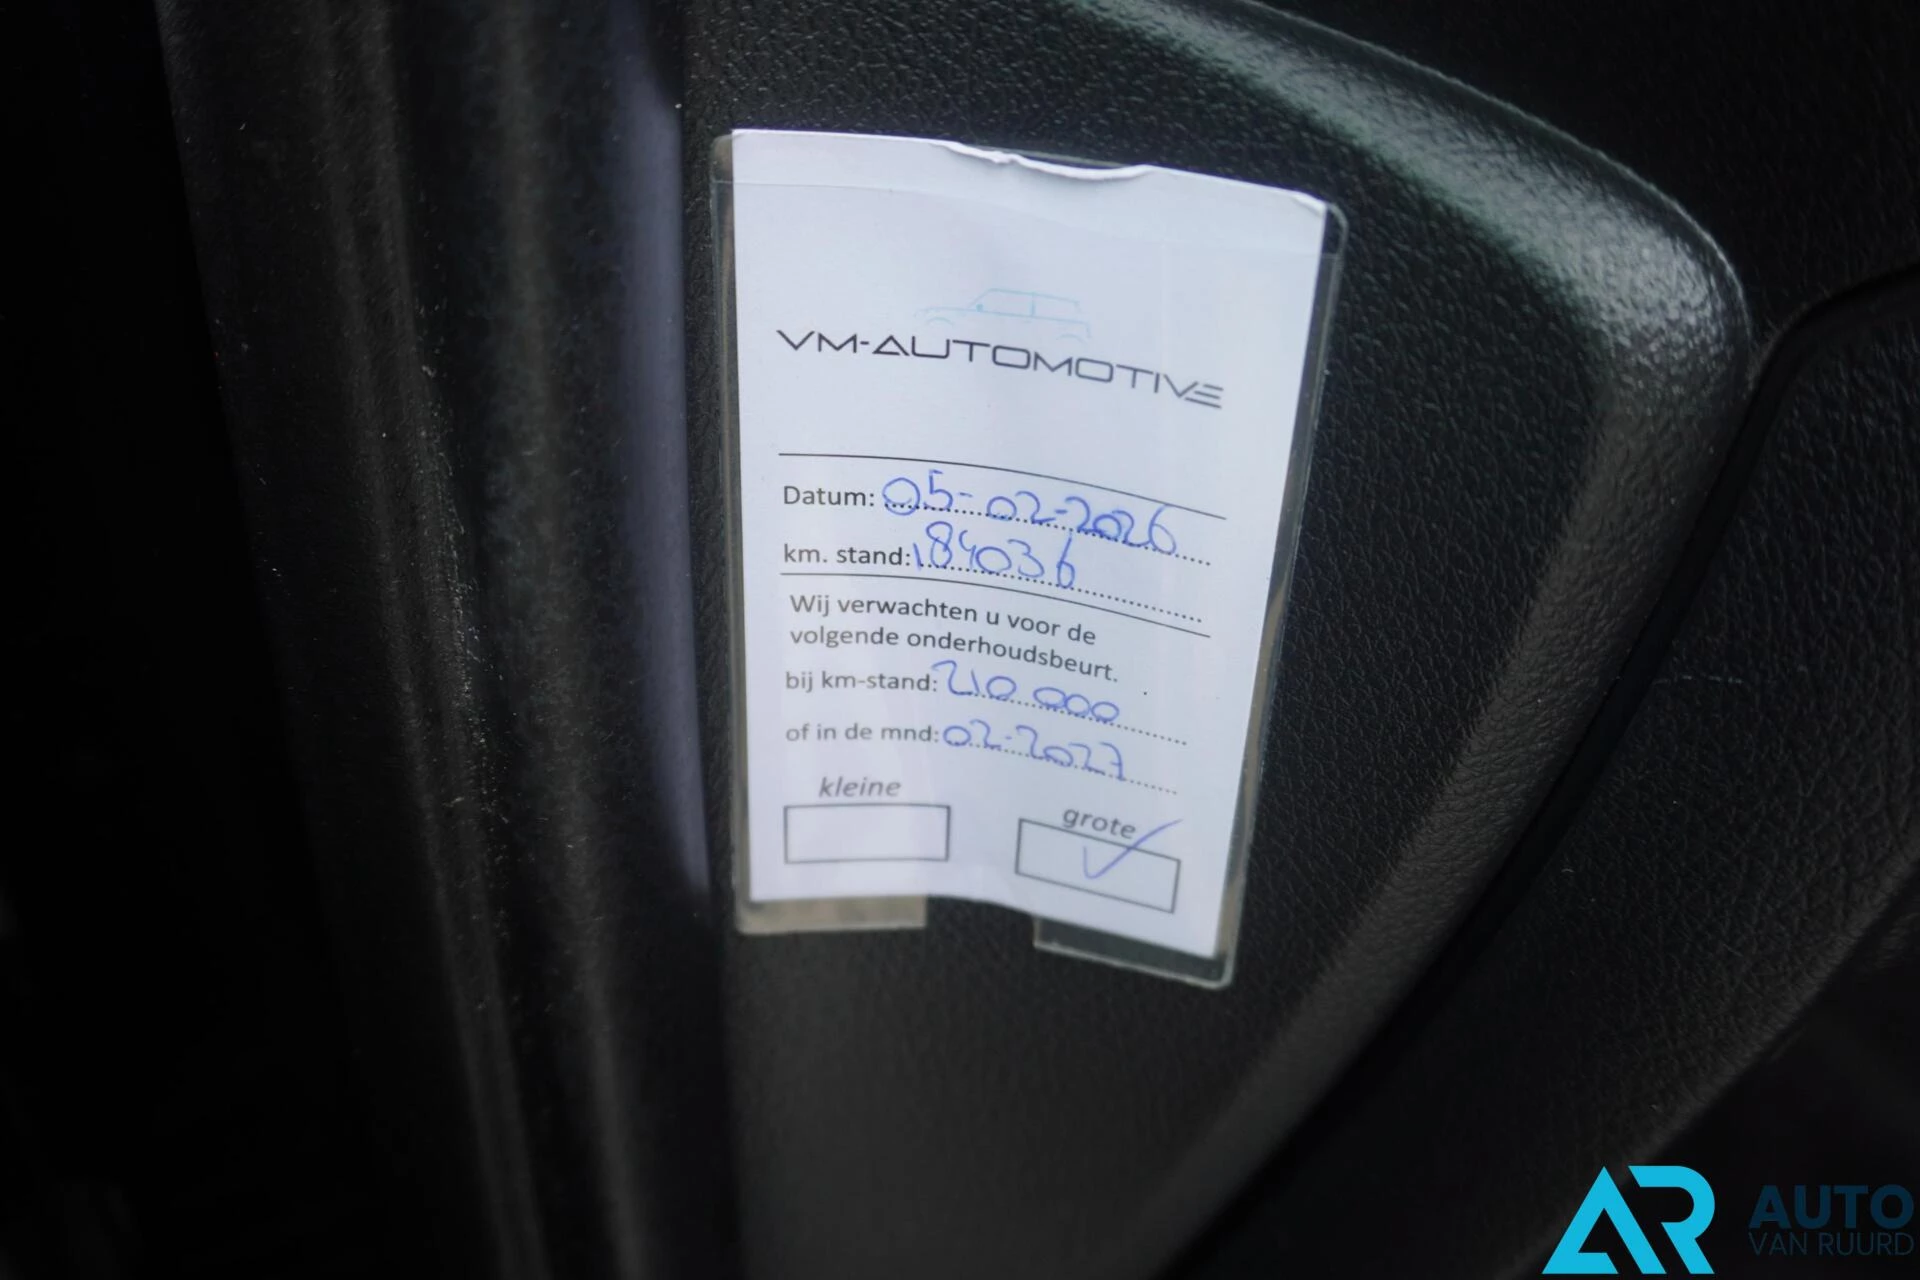 VM-AUTOMOTIVE
Datum: 05-02-2026
km. stand: 184036
Wij verwachten u voor de
volgende onderhoudsbeurt.
bij km-stand: 210.000
of in de mnd: 02-2027
kleine
grote
AR AUTO
VAN RUURD